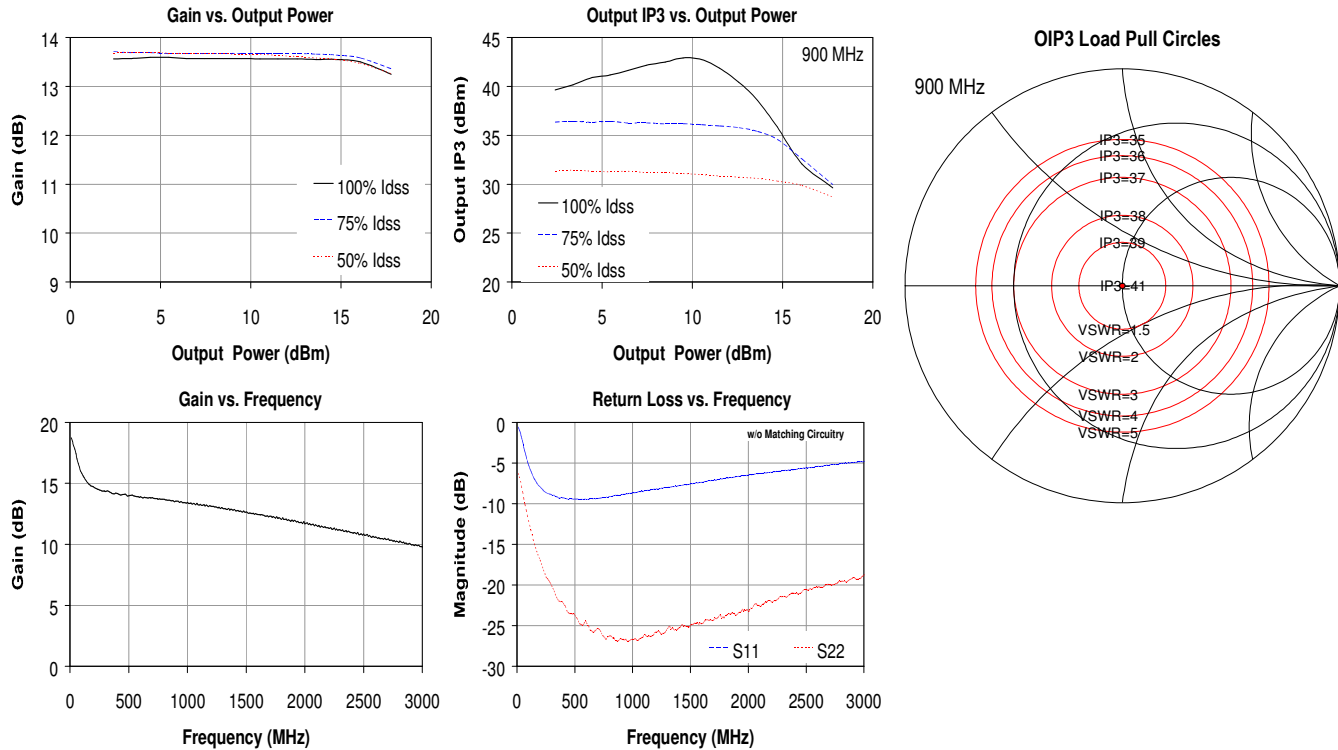 Gain vs. Output Power
14
13
12
11
10
9
0 5 10 15 20
Gain (dB)
Output Power (dBm)
100% Idss
75% Idss
50% Idss
Output IP3 vs. Output Power
900 MHz
45
40
35
30
25
20
0 5 10 15 20
Output IP3 (dBm)
Output Power (dBm)
100% Idss
75% Idss
50% Idss
OIP3 Load Pull Circles
900 MHz
IP3=35
IP3=36
IP3=37
IP3=38
IP3=39
IP3=41
VSWR=1.5
VSWR=2
VSWR=3
VSWR=4
VSWR=5
Gain vs. Frequency
20
15
10
5
0
0 500 1000 1500 2000 2500 3000
Gain (dB)
Frequency (MHz)
Return Loss vs. Frequency
w/o Matching Circuitry
0
-5
-10
-15
-20
-25
-30
0 500 1000 1500 2000 2500 3000
Magnitude (dB)
Frequency (MHz)
S11 S22